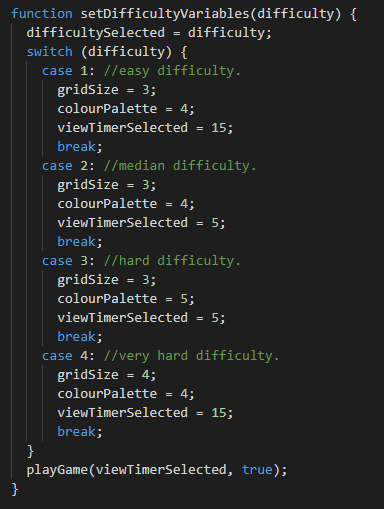 function setDifficultyVariables(difficulty) {
  difficultySelected = difficulty;
  switch (difficulty) {
    case 1: //easy difficulty.
      gridSize = 3;
      colourPalette = 4;
      viewTimerSelected = 15;
      break;
    case 2: //median difficulty.
      gridSize = 3;
      colourPalette = 4;
      viewTimerSelected = 5;
      break;
    case 3: //hard difficulty.
      gridSize = 3;
      colourPalette = 5;
      viewTimerSelected = 5;
      break;
    case 4: //very hard difficulty.
      gridSize = 4;
      colourPalette = 4;
      viewTimerSelected = 15;
      break;
  }
  playGame(viewTimerSelected, true);
}